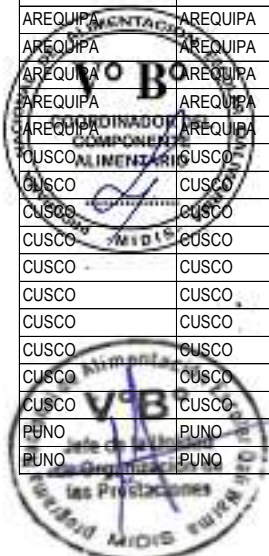 AREQUIPA AREQUIPA
AREQUIPA AREQUIPA
AREQUIPA AREQUIPA
AREQUIPA AREQUIPA
AREQUIPA AREQUIPA
CUSCO CUSCO
CUSCO CUSCO
CUSCO CUSCO
CUSCO CUSCO
CUSCO CUSCO
CUSCO CUSCO
CUSCO CUSCO
CUSCO CUSCO
CUSCO CUSCO
CUSCO CUSCO
PUNO PUNO
PUNO PUNO
V° B°
COORDINADOR DEL
COMPONENTE
ALIMENTARIO
MIDIS
V° B°
Jefe de la Unidad
de Organización de
las Prestaciones
MIDIS